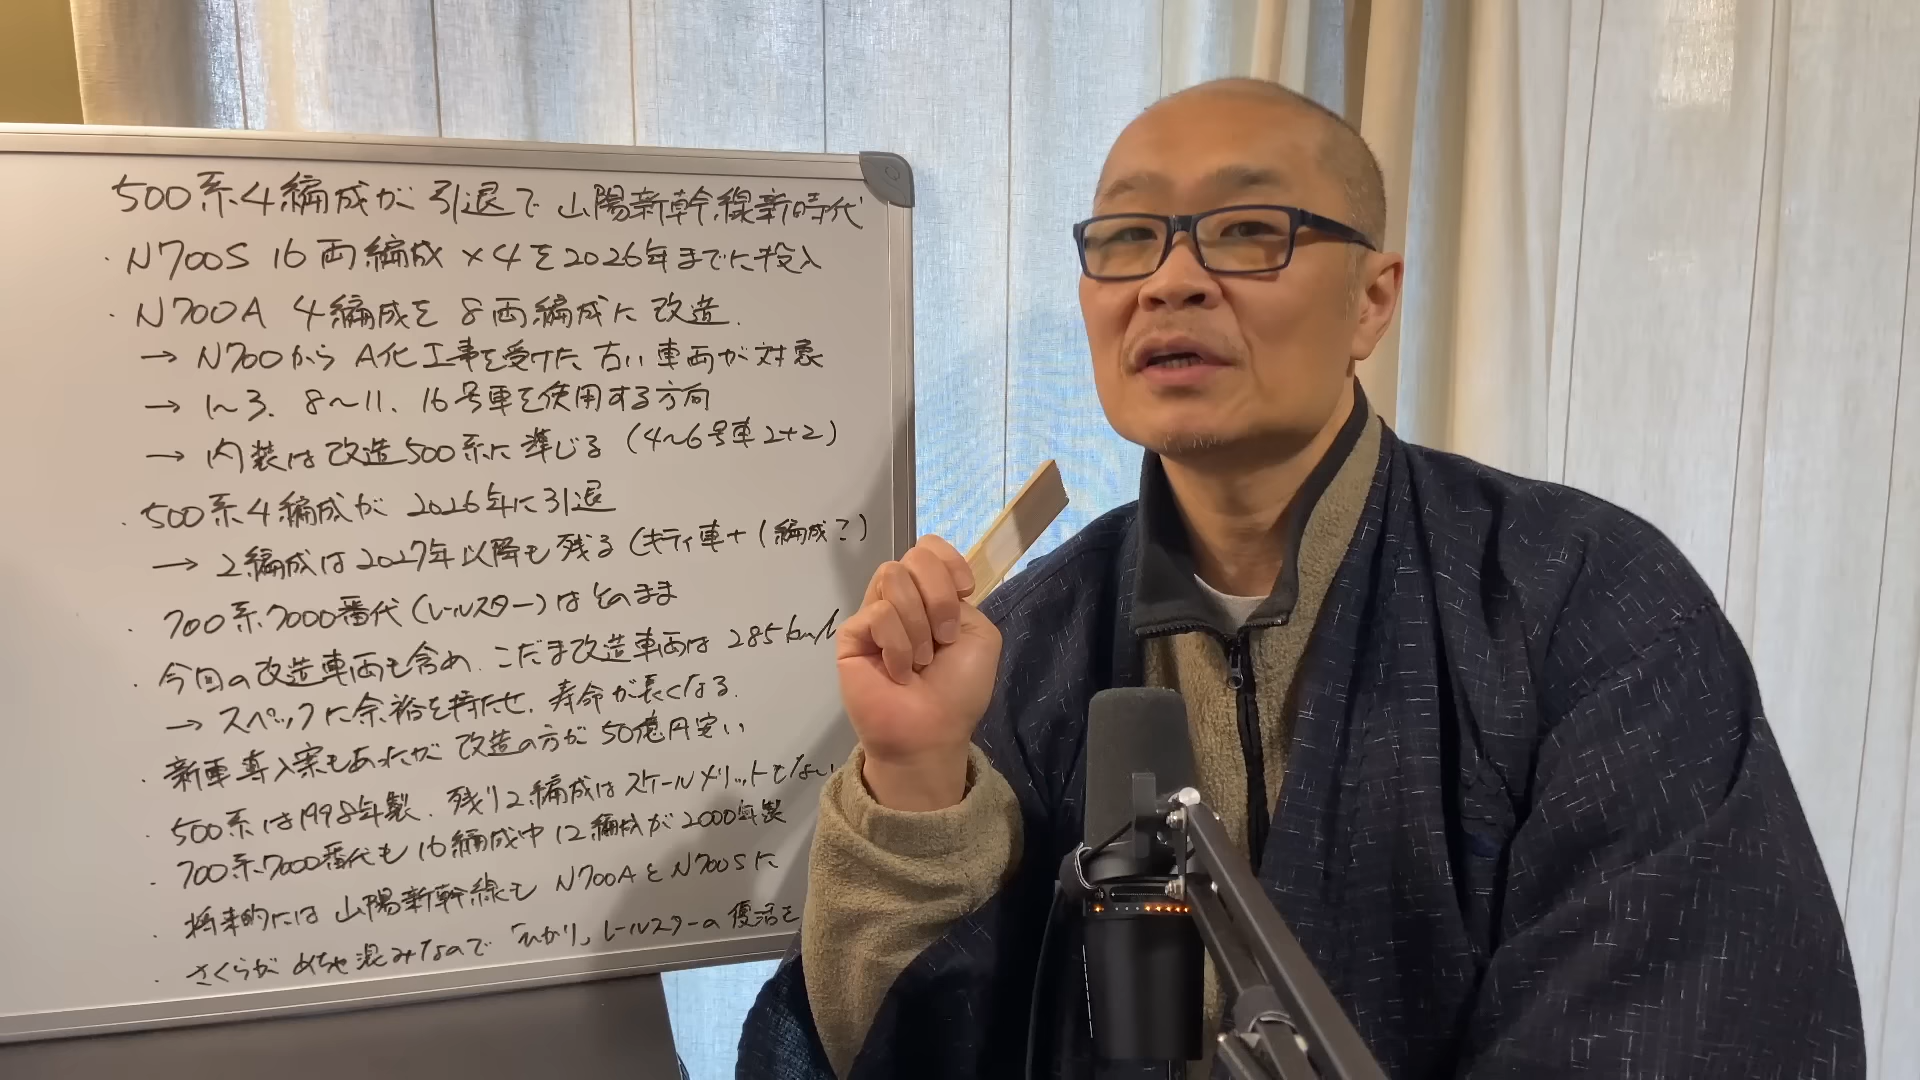 500系4編成が引退で山陽新幹線新時代
・N700S 16両編成×4を2026年までに投入
・N700A 4編成を8両編成に改造.
→ N700からA化工事を受けた古い車両が対象
→ 1〜3. 8〜11. 16号車を使用する方向
→ 内装は改造500系に準じる (4〜6号車2+2)
・500系4編成が2026年に引退
→ 2編成は2027年以降も残る (キティ車+1編成?)
・700系7000番代(レールスター)はそのまま
・今回の改造車両も含め、こだま改造車両は285km/h
→ スペックに余裕を持たせ、寿命が長くなる.
・新車導入案もあったが改造の方が50億円安い
・500系は1998年製. 残り2編成はスケールメリットもない
・700系7000番代も16編成中12編成が2000年製
・将来的には山陽新幹線もN700AとN700Sに
・さくらがめちゃ混みなので「ひかり」レールスターの復活を